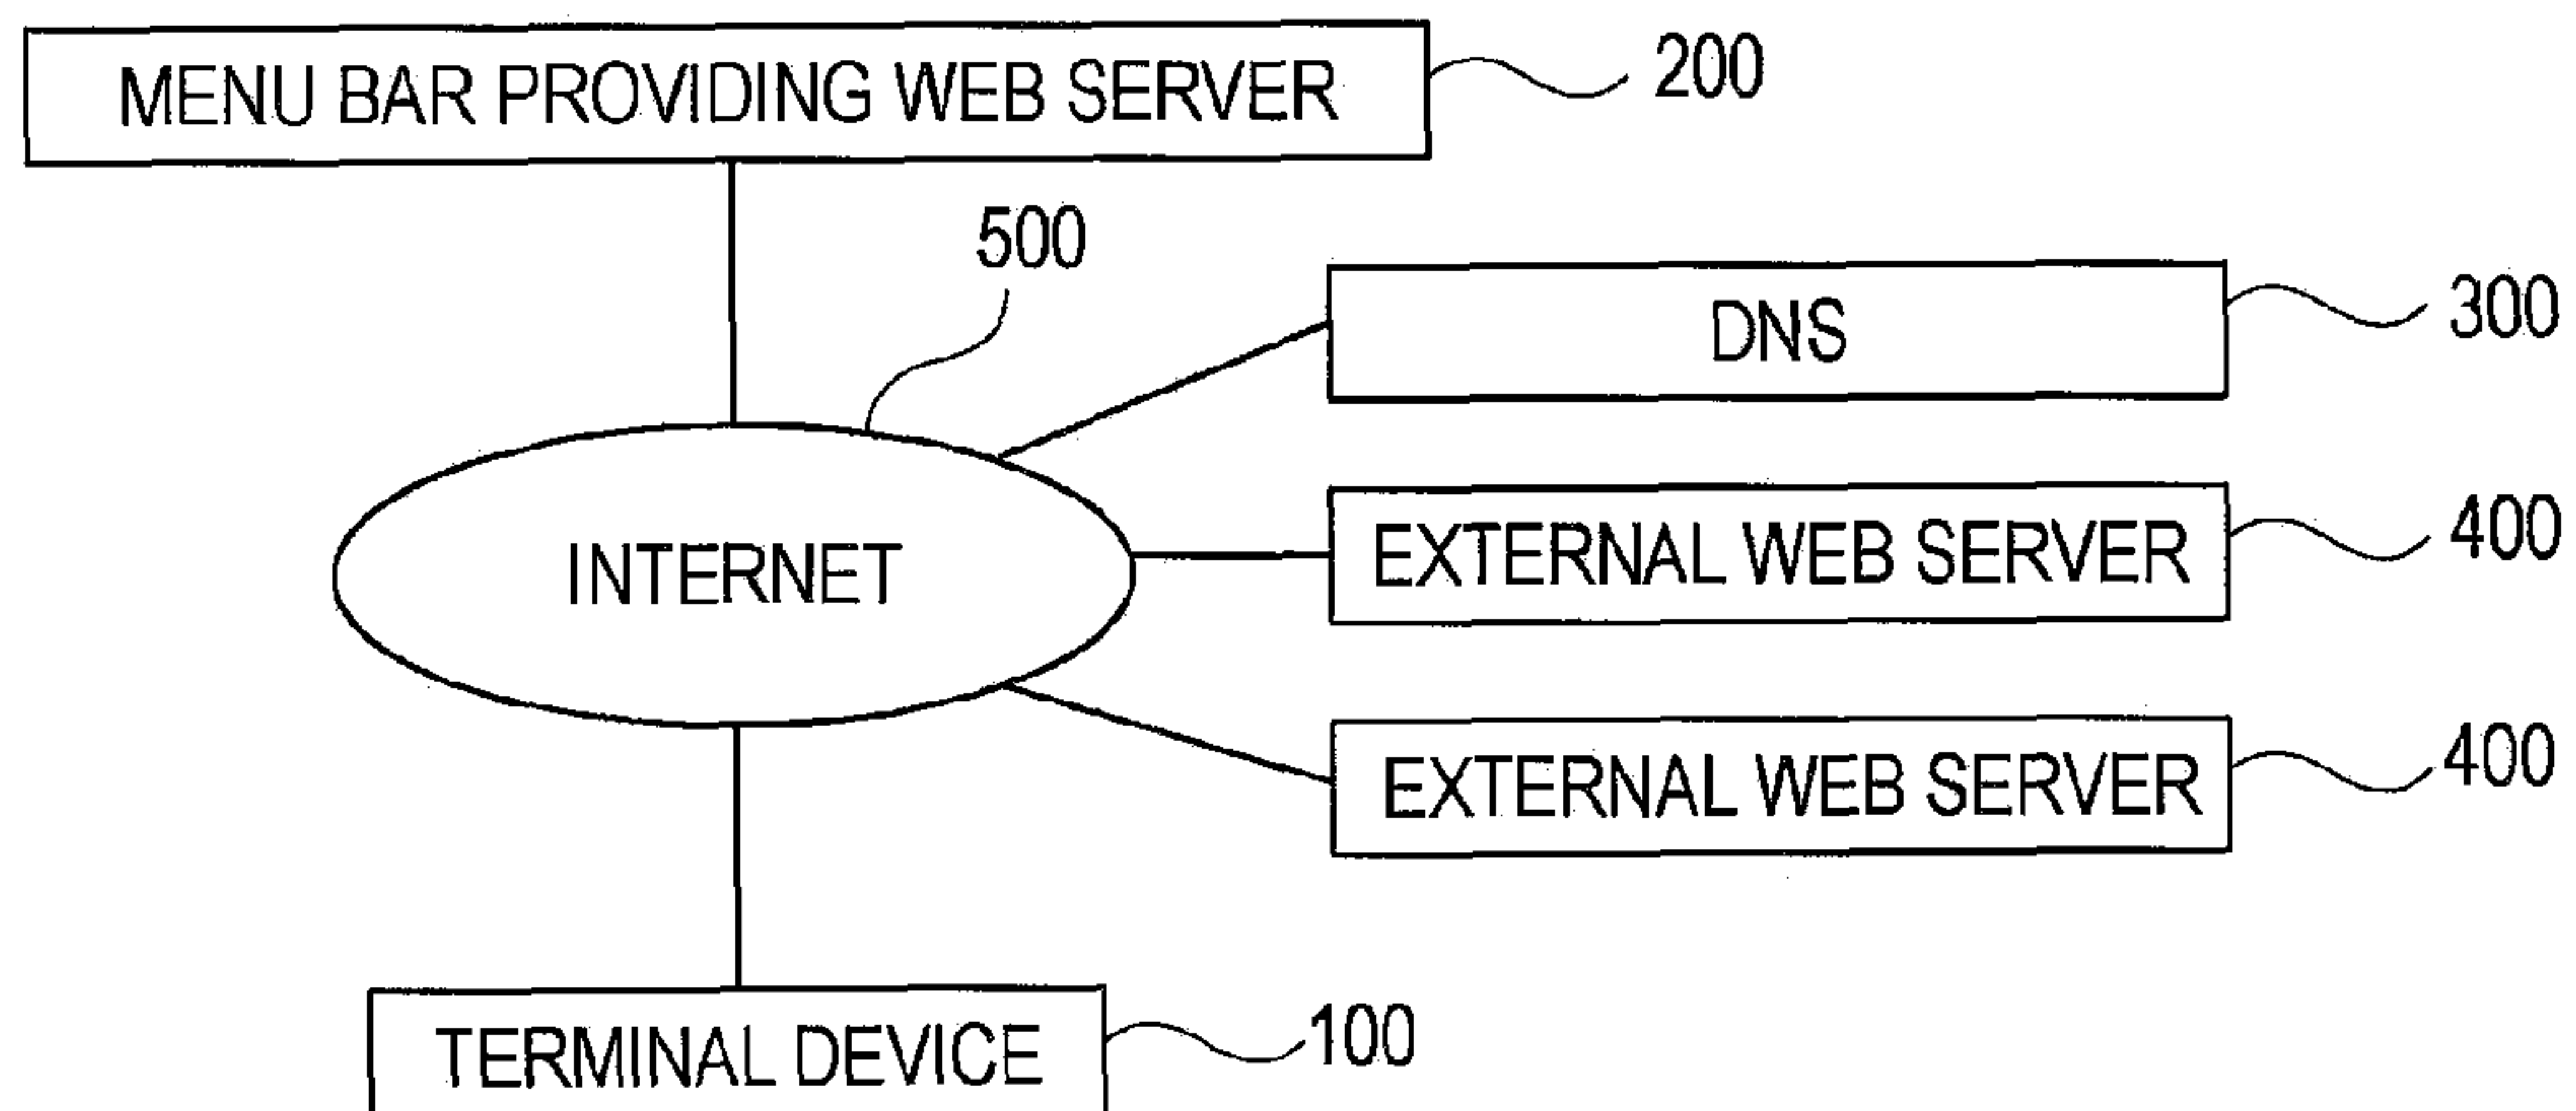 MENU BAR PROVIDING WEB SERVER
200
500
DNS
300
INTERNET
EXTERNAL WEB SERVER
400
EXTERNAL WEB SERVER
400
TERMINAL DEVICE
100